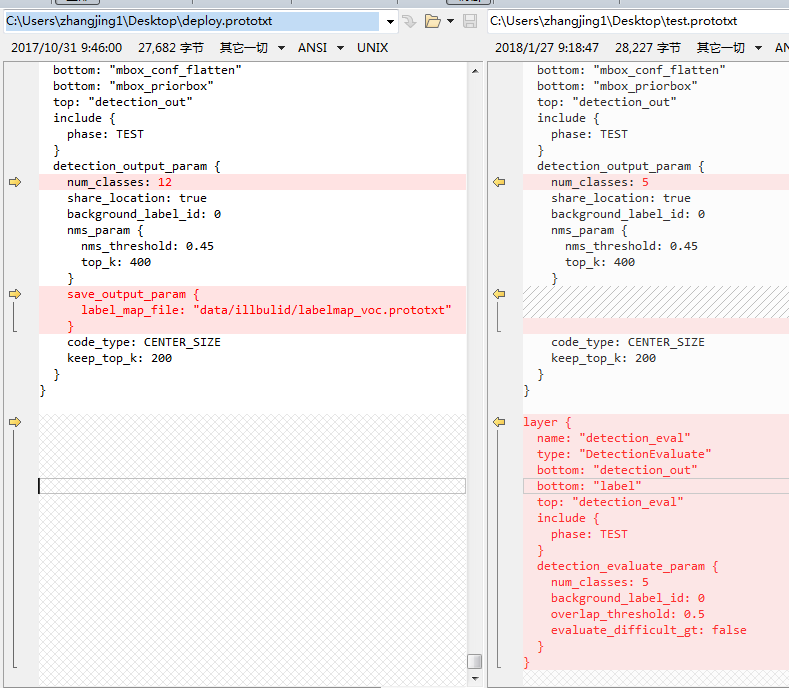 C:\Users\zhangjing1\Desktop\deploy.prototxt
2017/10/31 9:46:00 27,682 字节 其它一切 ANSI UNIX
bottom: "mbox_conf_flatten"
bottom: "mbox_priorbox"
top: "detection_out"
include {
phase: TEST
}
detection_output_param {
num_classes: 12
share_location: true
background_label_id: 0
nms_param {
nms_threshold: 0.45
top_k: 400
}
save_output_param {
label_map_file: "data/illbulid/labelmap_voc.prototxt"
}
code_type: CENTER_SIZE
keep_top_k: 200
}
}
C:\Users\zhangjing1\Desktop\test.prototxt
2018/1/27 9:18:47 28,227 字节 其它一切 AN
bottom: "mbox_conf_flatten"
bottom: "mbox_priorbox"
top: "detection_out"
include {
phase: TEST
}
detection_output_param {
num_classes: 5
share_location: true
background_label_id: 0
nms_param {
nms_threshold: 0.45
top_k: 400
}
code_type: CENTER_SIZE
keep_top_k: 200
}
}
layer {
name: "detection_eval"
type: "DetectionEvaluate"
bottom: "detection_out"
bottom: "label"
top: "detection_eval"
include {
phase: TEST
}
detection_evaluate_param {
num_classes: 5
background_label_id: 0
overlap_threshold: 0.5
evaluate_difficult_gt: false
}
}